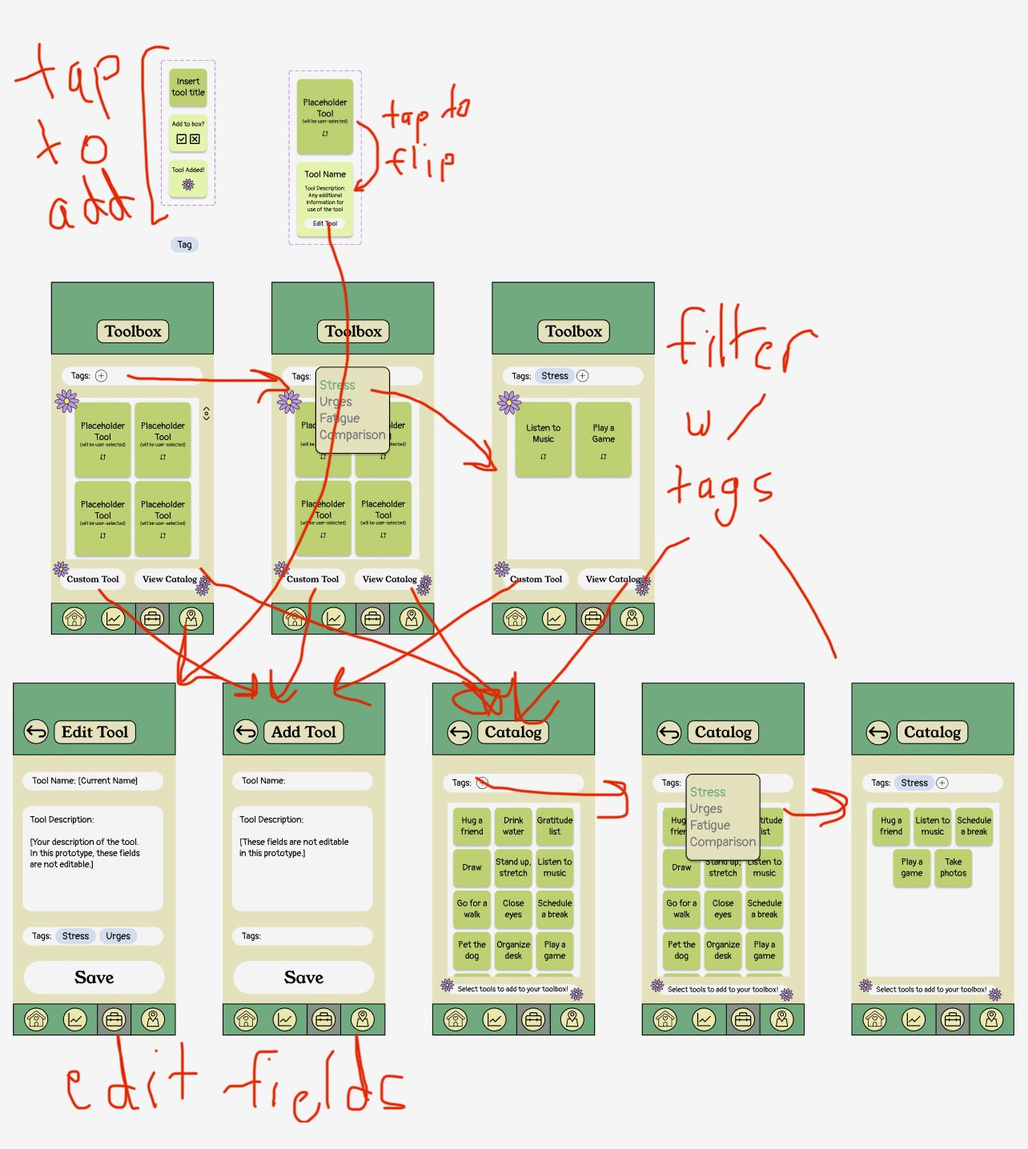 tap
to
add
Insert
tool title
Add to box?
Tool Added!
Tag
Placeholder
Tool
(will be user-selected)
Tool Name
Tool Description:
Any additional
information for
use of the tool
Edit Tool
tap to
flip
Toolbox
Tags:
Placeholder
Tool
(will be user-selected)
Placeholder
Tool
(will be user-selected)
Placeholder
Tool
(will be user-selected)
Placeholder
Tool
(will be user-selected)
Custom Tool
View Catalog
Toolbox
Tags:
Stress
Urges
Fatigue
Comparison
Placeholder
Tool
(will be user-selected)
Placeholder
Tool
(will be user-selected)
Custom Tool
View Catalog
Toolbox
Tags: Stress
Listen to
Music
Play a
Game
Custom Tool
View Catalog
filter
w/
tags
Edit Tool
Tool Name: [Current Name]
Tool Description:
[Your description of the tool.
In this prototype, these fields
are not editable.]
Tags: Stress Urges
Save
Add Tool
Tool Name:
Tool Description:
[These fields are not editable
in this prototype.]
Tags:
Save
Catalog
Tags:
Hug a
friend
Drink
water
Gratitude
list
Draw
Stand up,
stretch
Listen to
music
Go for a
walk
Close
eyes
Schedule
a break
Pet the
dog
Organize
desk
Play a
game
Select tools to add to your toolbox!
Catalog
Tags:
Stress
Urges
Fatigue
Comparison
Draw
stretch
Listen to
music
Go for a
walk
Close
eyes
Schedule
a break
Pet the
dog
Organize
desk
Play a
game
Select tools to add to your toolbox!
Catalog
Tags: Stress
Hug a
friend
Listen to
music
Schedule
a break
Play a
game
Take
photos
Select tools to add to your toolbox!
edit fields